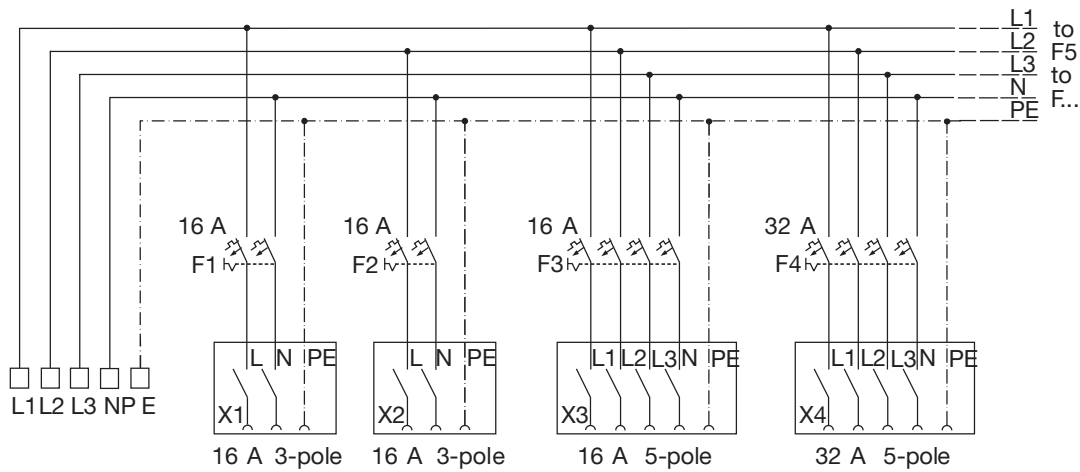 L1 to
L2 F5
L3 to
N F...
PE
16 A 16 A 16 A 32 A
F1 F2 F3 F4
L N PE L N PE L1 L2 L3 N PE L1 L2 L3 N PE
X1 X2 X3 X4
L1 L2 L3 NP E
16 A 3-pole 16 A 3-pole 16 A 5-pole 32 A 5-pole